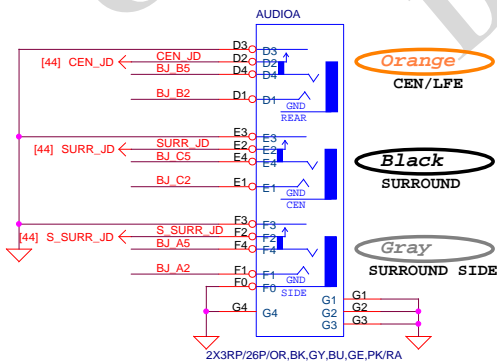 AUDIOA
D3 D3
[44] CEN_JD CEN_JD D2 D2
BJ_B5 D4 D4
BJ_B2 D1 D1
GND
REAR
Orange
CEN/LFE
E3 E3
[44] SURR_JD SURR_JD E2 E2
BJ_C5 E4 E4
BJ_C2 E1 E1
GND
CEN
Black
SURROUND
F3 F3
[44] S_SURR_JD S_SURR_JD F2 F2
BJ_A5 F4 F4
BJ_A2 F1 F1
GND
F0 F0
SIDE
Gray
SURROUND SIDE
G4 G4
G1 G1
G2 G2
G3 G3
2X3RP/26P/OR,BK,GY,BU,GE,PK/RA